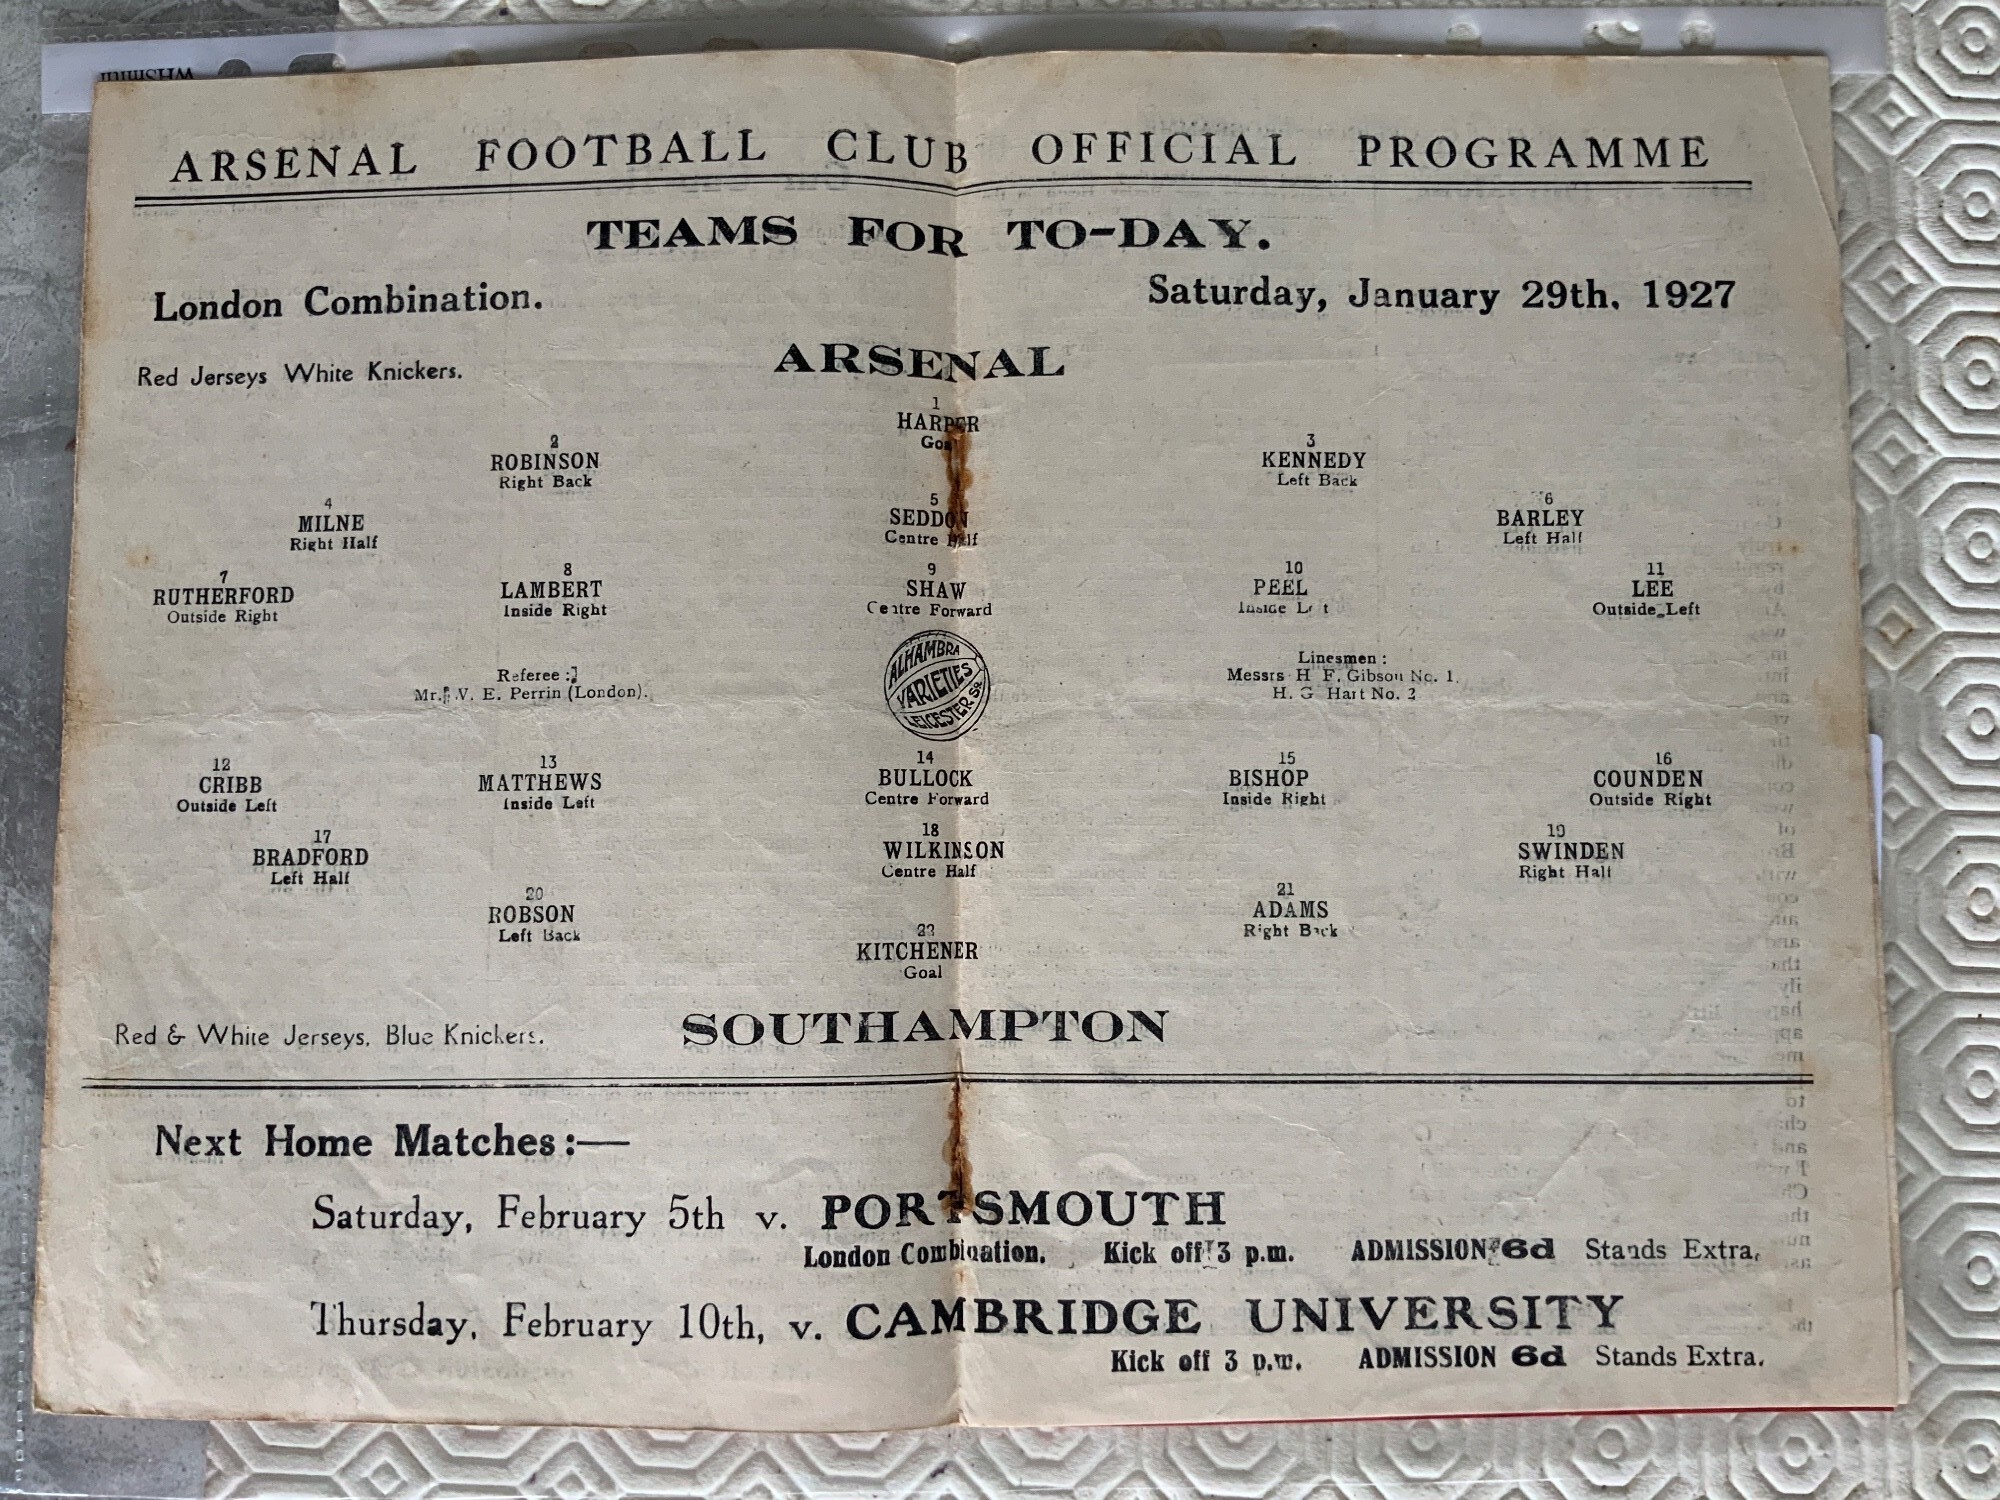 ARSENAL FOOTBALL CLUB OFFICIAL PROGRAMME
TEAMS FOR TO-DAY.
London Combination. Saturday, January 29th. 1927
ARSENAL
Red Jerseys White Knickers.
1
HARPER
Goal
2 3
ROBINSON KENNEDY
Right Back Left Back
4 5 6
MILNE SEDDON BARLEY
Right Half Centre Half Left Half
7 8 9 10 11
RUTHERFORD LAMBERT SHAW PEEL LEE
Outside Right Inside Right Centre Forward Inside Left Outside Left
Referee :
Mr. V. E. Perrin (London).
ALHAMBRA
VARIETIES
LEICESTER SQ.
Linesmen :
Messrs H F. Gibson No. 1.
H. G Hart No. 2
12 13 14 15 16
CRIBB MATTHEWS BULLOCK BISHOP COUNDEN
Outside Left Inside Left Centre Forward Inside Right Outside Right
17 18 19
BRADFORD WILKINSON SWINDEN
Left Half Centre Half Right Half
20 21
ROBSON ADAMS
Left Back Right Back
22
KITCHENER
Goal
Red & White Jerseys. Blue Knickers. SOUTHAMPTON
Next Home Matches:—
Saturday, February 5th v. PORTSMOUTH
London Combination. Kick off 3 p.m. ADMISSION 6d Stands Extra.
Thursday, February 10th, v. CAMBRIDGE UNIVERSITY
Kick off 3 p.m. ADMISSION 6d Stands Extra.